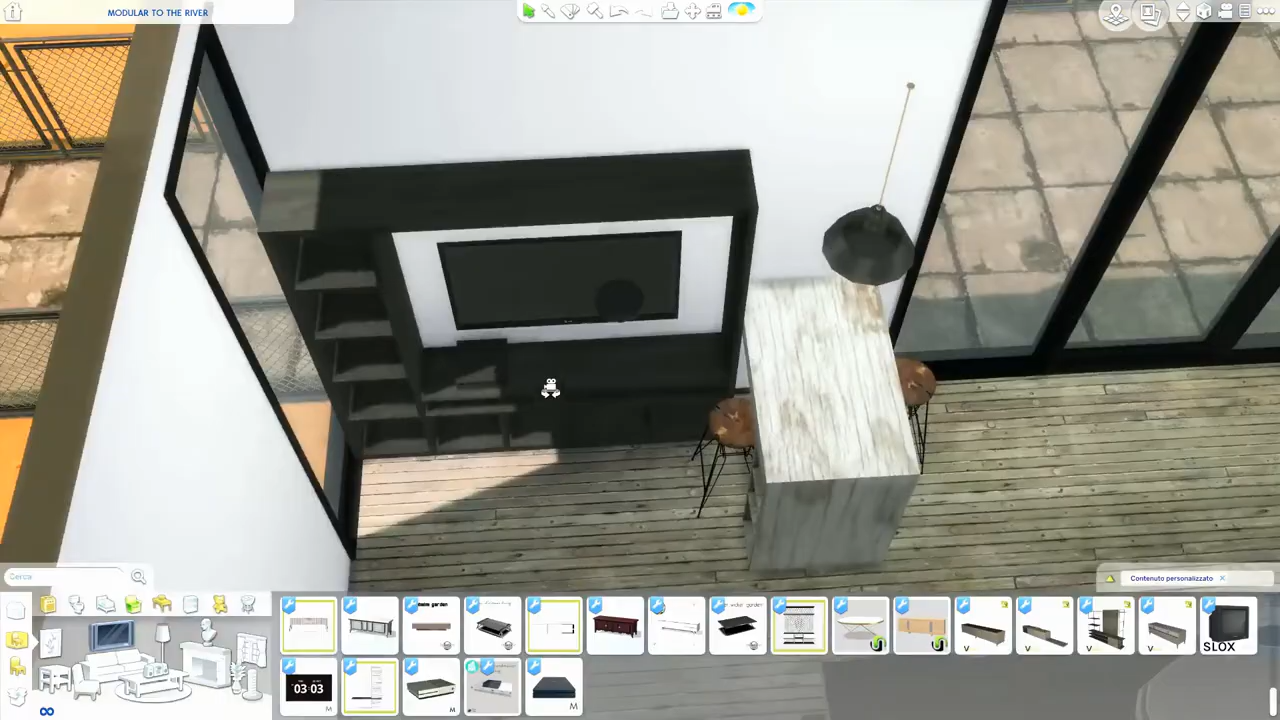 MODULAR TO THE RIVER
Cerca
Contenuto personalizzato
SLOX
03:03
M
M
M
V
V
V
V